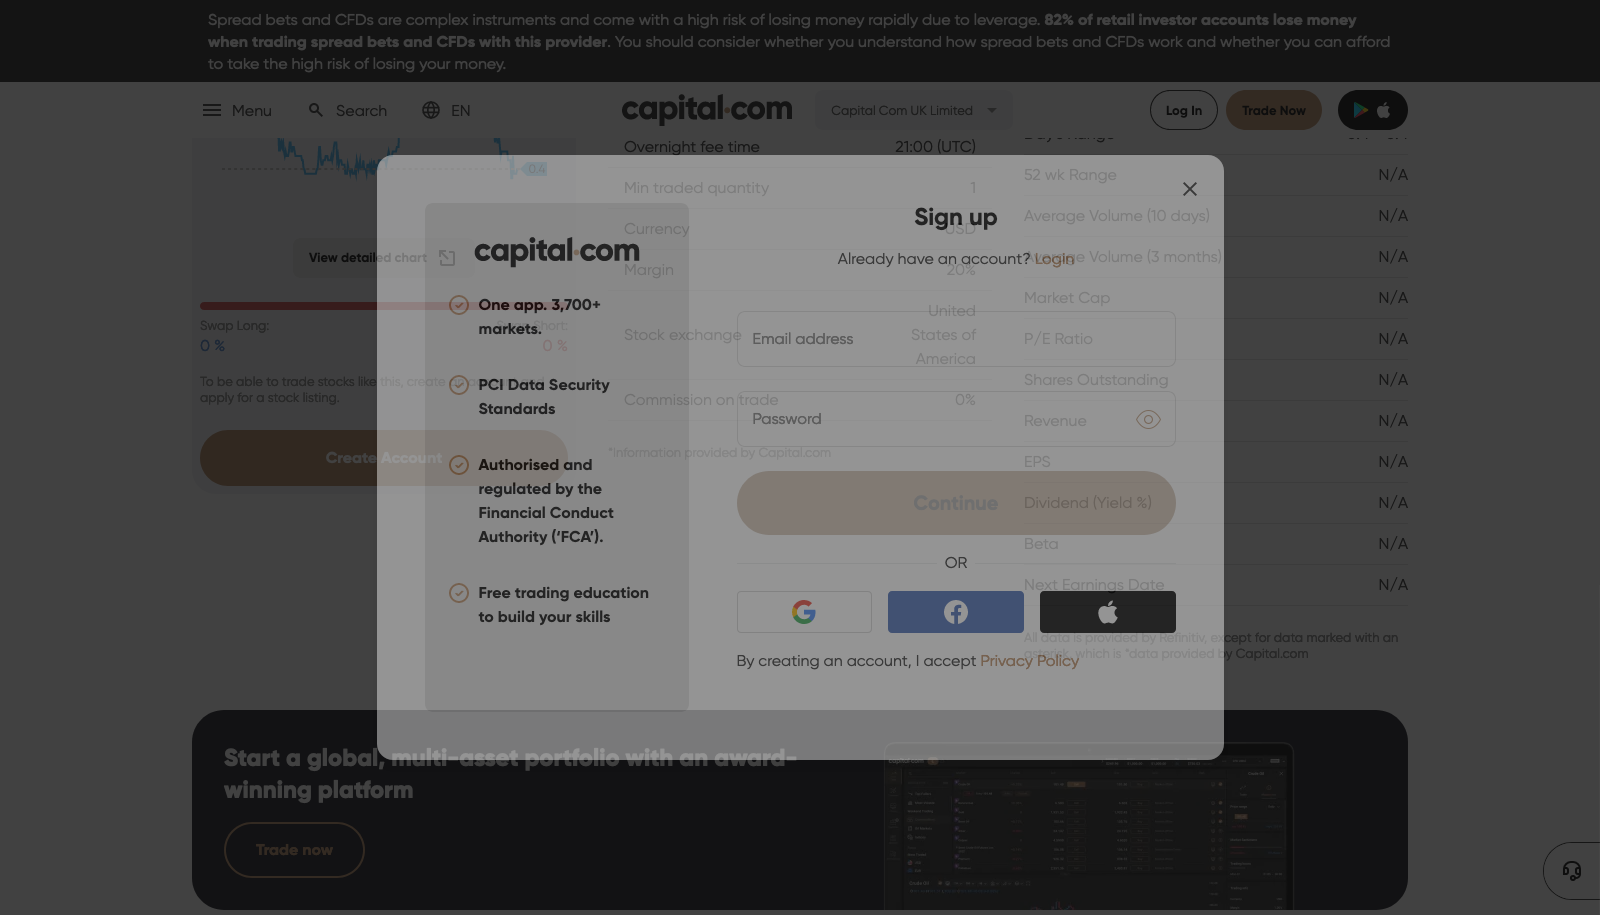 Spread bets and CFDs are complex instruments and come with a high risk of losing money rapidly due to leverage. 82% of retail investor accounts lose money
when trading spread bets and CFDs with this provider. You should consider whether you understand how spread bets and CFDs work and whether you can afford
to take the high risk of losing your money.
Menu
Search
EN
capital.com
Capital Com UK Limited
Log In
Trade Now
0.4
View detailed chart
Swap Long:
0 %
Short:
0 %
To be able to trade stocks like this, create
apply for a stock listing.
Create Account
Overnight fee time 21:00 (UTC)
Min traded quantity 1
Currency USD
Margin 20%
Stock exchange United
States of
America
Commission on trade 0%
*Information provided by Capital.com
52 wk Range N/A
Average Volume (10 days) N/A
Average Volume (3 months) N/A
Market Cap N/A
P/E Ratio N/A
Shares Outstanding N/A
Revenue N/A
EPS N/A
Dividend (Yield %) N/A
Beta N/A
Next Earnings Date N/A
All data is provided by Refinitiv, except for data marked with an
asterisk, which is *data provided by Capital.com
capital.com
One app. 3,700+
markets.
PCI Data Security
Standards
Authorised and
regulated by the
Financial Conduct
Authority (‘FCA’).
Free trading education
to build your skills
Sign up
Already have an account? Login
Email address
Password
Continue
OR
By creating an account, I accept Privacy Policy
Start a global, multi-asset portfolio with an award-
winning platform
Trade now